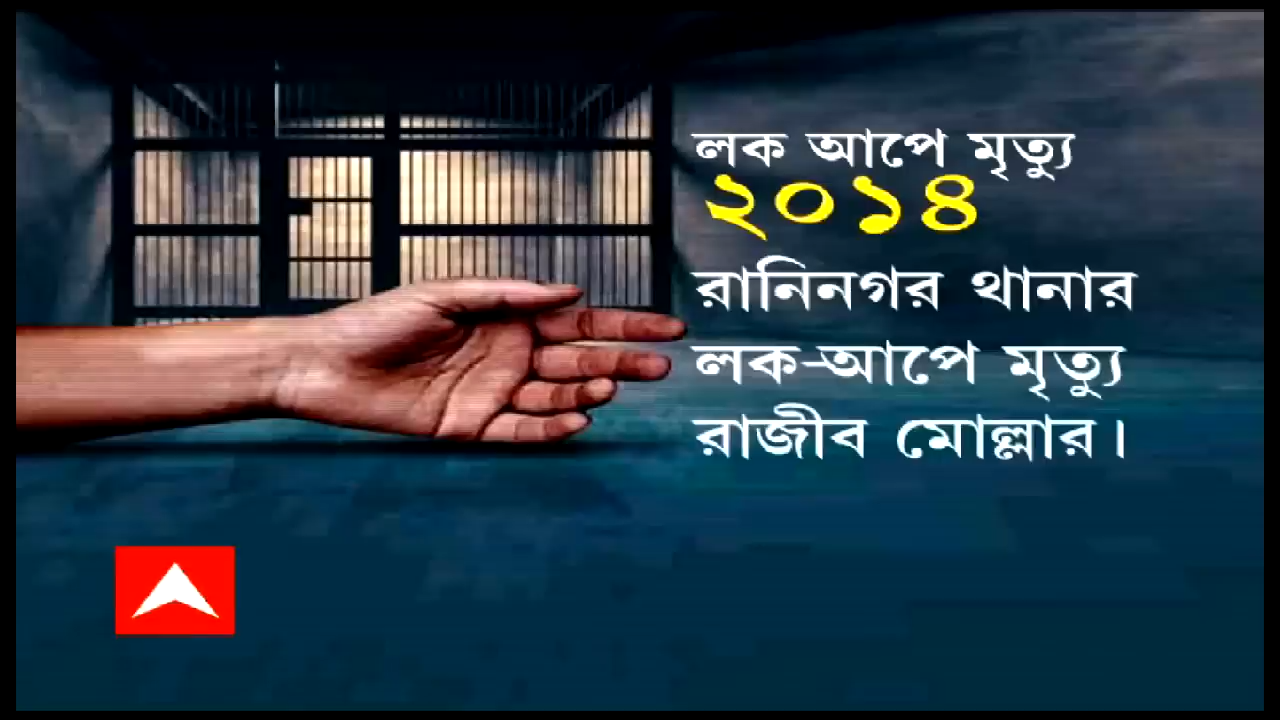 লক আপে মৃত্যু
২০১৪
রানিনগর থানার
লক-আপে মৃত্যু
রাজীব মোল্লার।